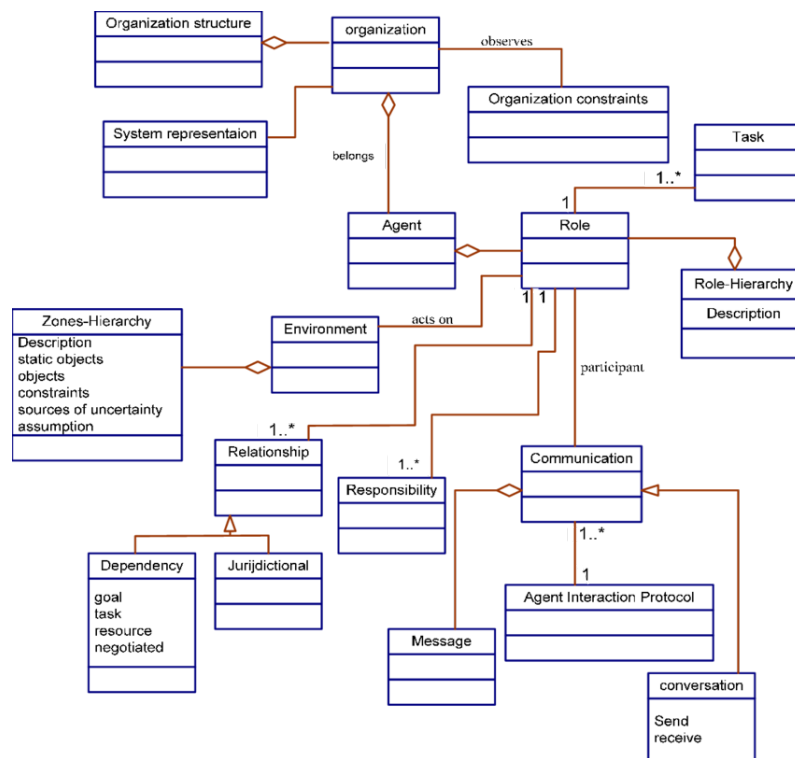 Organization structure
organization
observes
Organization constraints
System representaion
Task
belongs
1..*
1
Agent
Role
Role-Hierarchy
Description
1
1
Zones-Hierarchy
Description
static objects
objects
constraints
sources of uncertainty
assumption
Environment
acts on
participant
1..*
Relationship
1..*
Responsibility
Communication
1..*
1
Dependency
goal
task
resource
negotiated
Jurijdictional
Agent Interaction Protocol
Message
conversation
Send
receive